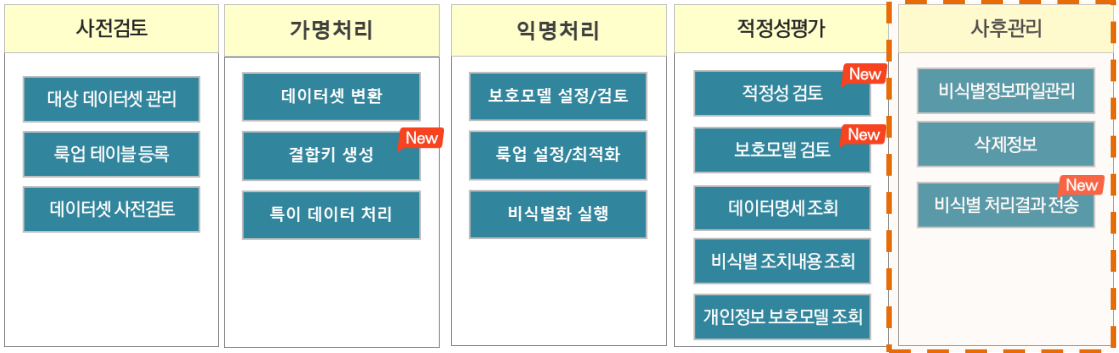 사전검토
대상 데이터셋 관리
룩업 테이블 등록
데이터셋 사전검토
가명처리
데이터셋 변환
New
결합키 생성
특이 데이터 처리
익명처리
보호모델 설정/검토
룩업 설정/최적화
비식별화 실행
적정성평가
New
적정성 검토
New
보호모델 검토
데이터명세 조회
비식별 조치내용 조회
개인정보 보호모델 조회
사후관리
비식별정보파일관리
삭제정보
New
비식별 처리결과 전송